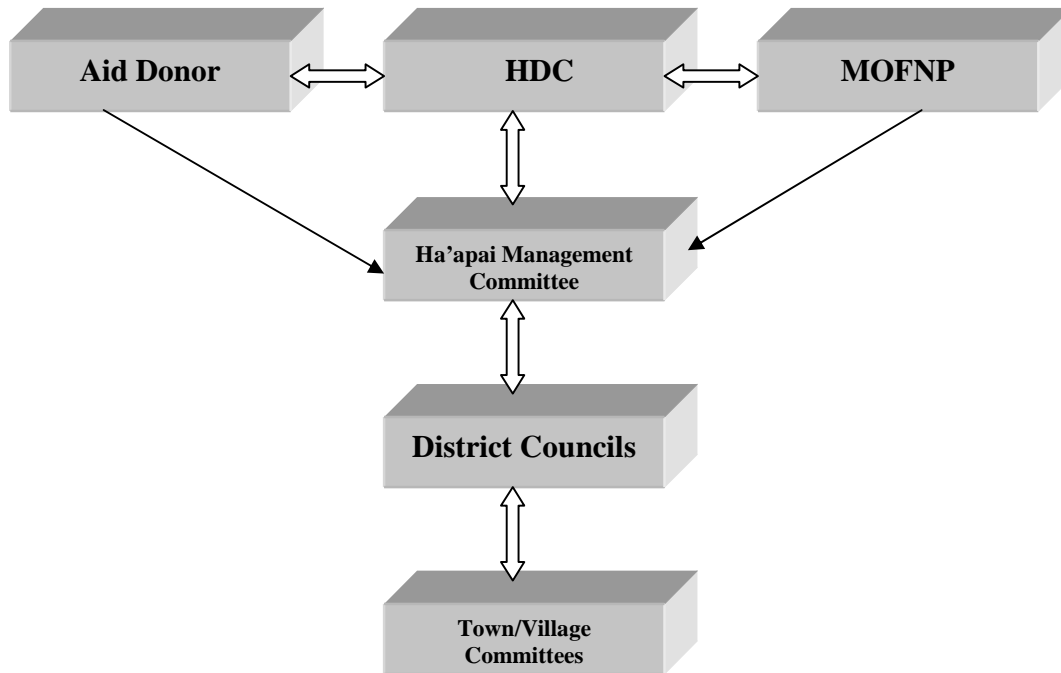 Aid Donor
HDC
MOFNP
Ha’apai Management
Committee
District Councils
Town/Village
Committees